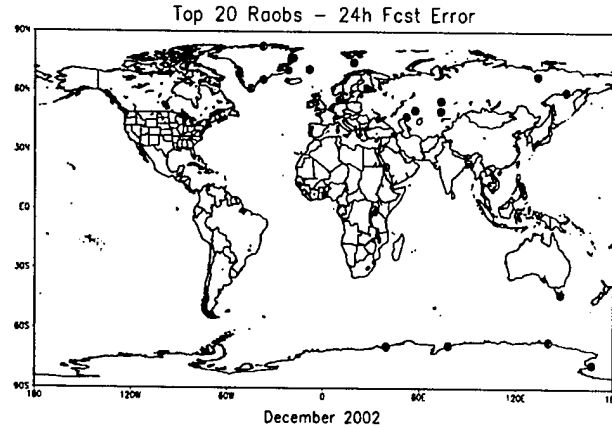 Top 20 Raobs - 24h Fcst Error
90N
60N
30N
EQ
30S
60S
90S
180 120W 60W 0 60E 120E 18
December 2002